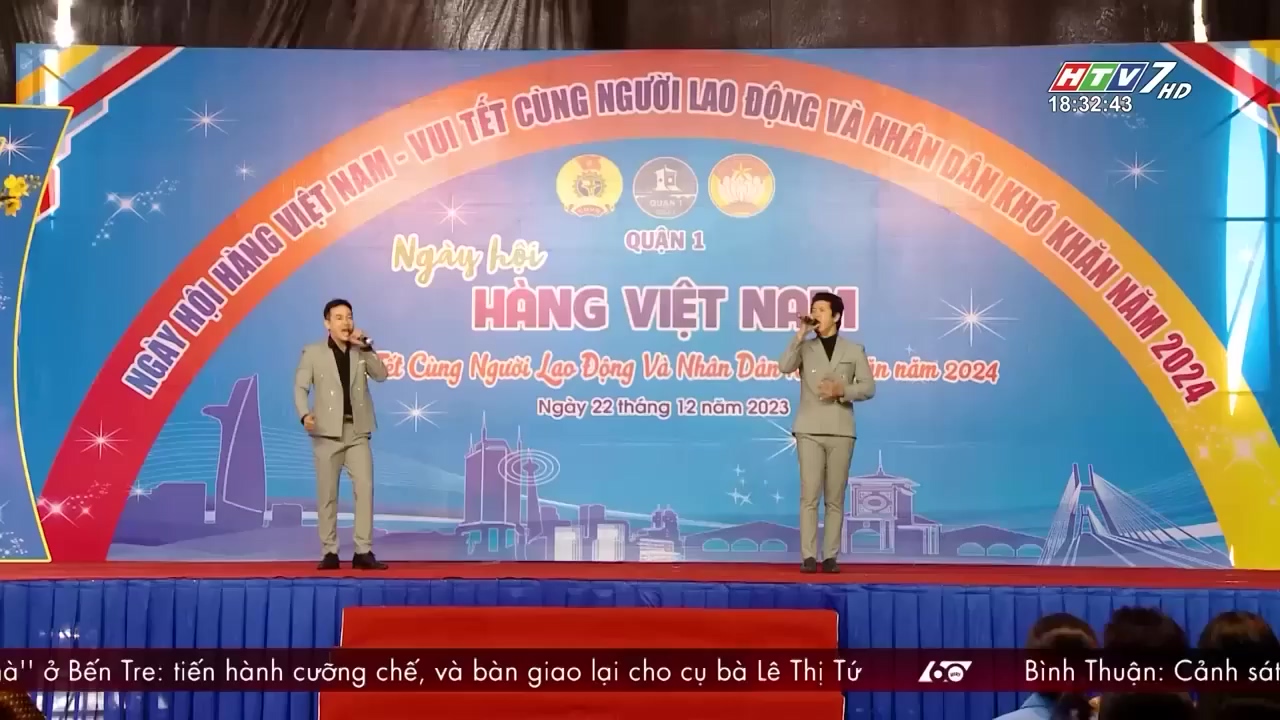 HTV7 HD
18:32:43
NGÀY HỘI HÀNG VIỆT NAM - VUI TẾT CÙNG NGƯỜI LAO ĐỘNG VÀ NHÂN DÂN KHÓ KHĂN NĂM 2024
QUẬN 1
QUẬN 1
Ngày hội
HÀNG VIỆT NAM
Tết Cùng Người Lao Động Và Nhân Dân năm 2024
Ngày 22 tháng 12 năm 2023
à'' ở Bến Tre: tiến hành cưỡng chế, và bàn giao lại cho cụ bà Lê Thị Tứ 60 giây Bình Thuận: Cảnh sát